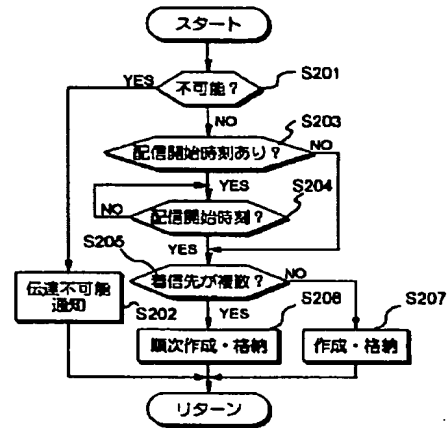 スタート
S201
YES
不可能?
NO
S203
配信開始時刻あり?
NO
YES
S204
NO
配信開始時刻?
S205
YES
着信先が複数?
NO
伝達不可能
通知
S202
YES
S206
S207
順次作成・格納
作成・格納
リターン